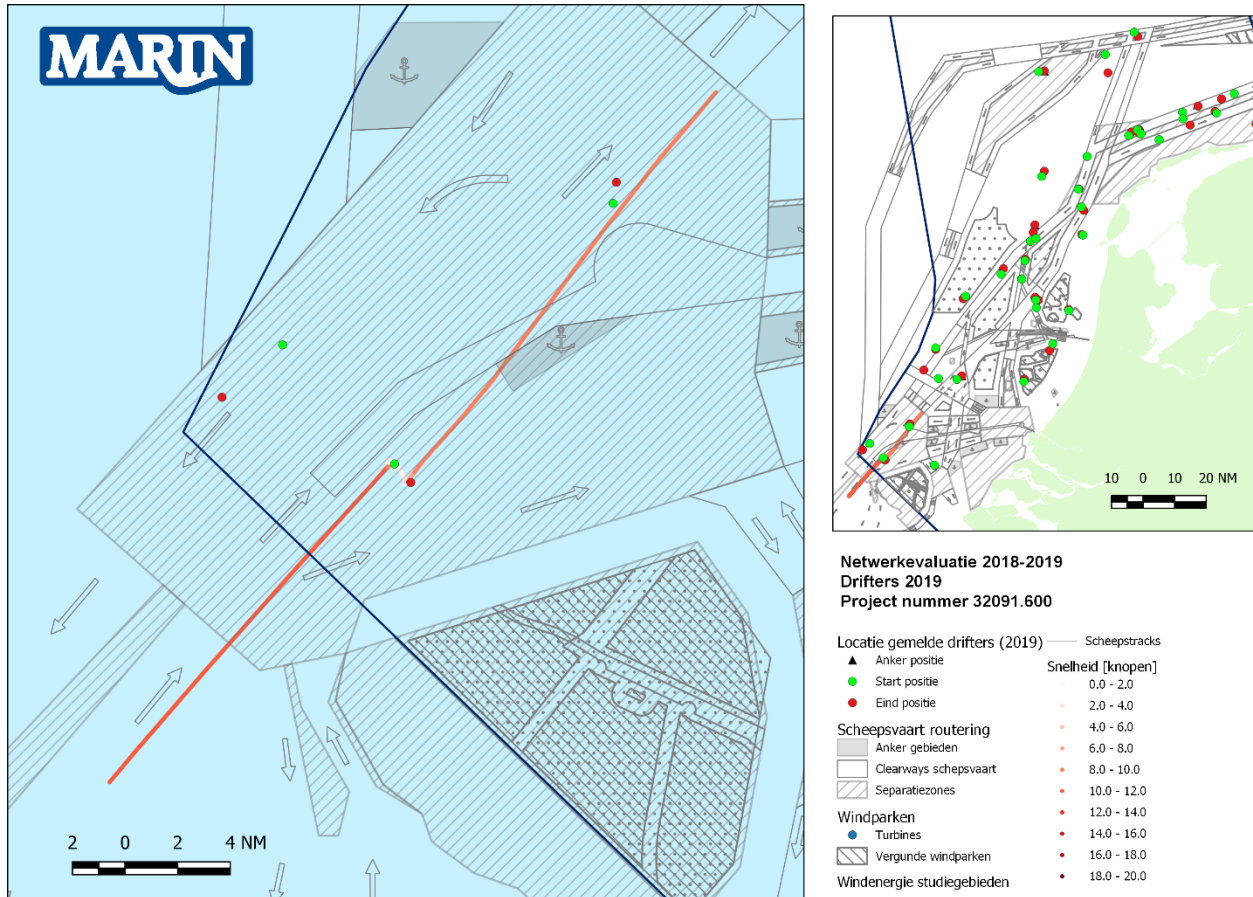 MARIN
2 0 2 4 NM
10 0 10 20 NM
Netwerkevaluatie 2018-2019
Drifters 2019
Project nummer 32091.600
Locatie gemelde drifters (2019)
Anker positie
Start positie
Eind positie
Scheepsvaart routering
Anker gebieden
Clearways schepsvaart
Separatiezones
Windparken
Turbines
Vergunde windparken
Windenergie studiegebieden
Scheepstracks
Snelheid [knopen]
0.0 - 2.0
2.0 - 4.0
4.0 - 6.0
6.0 - 8.0
8.0 - 10.0
10.0 - 12.0
12.0 - 14.0
14.0 - 16.0
16.0 - 18.0
18.0 - 20.0